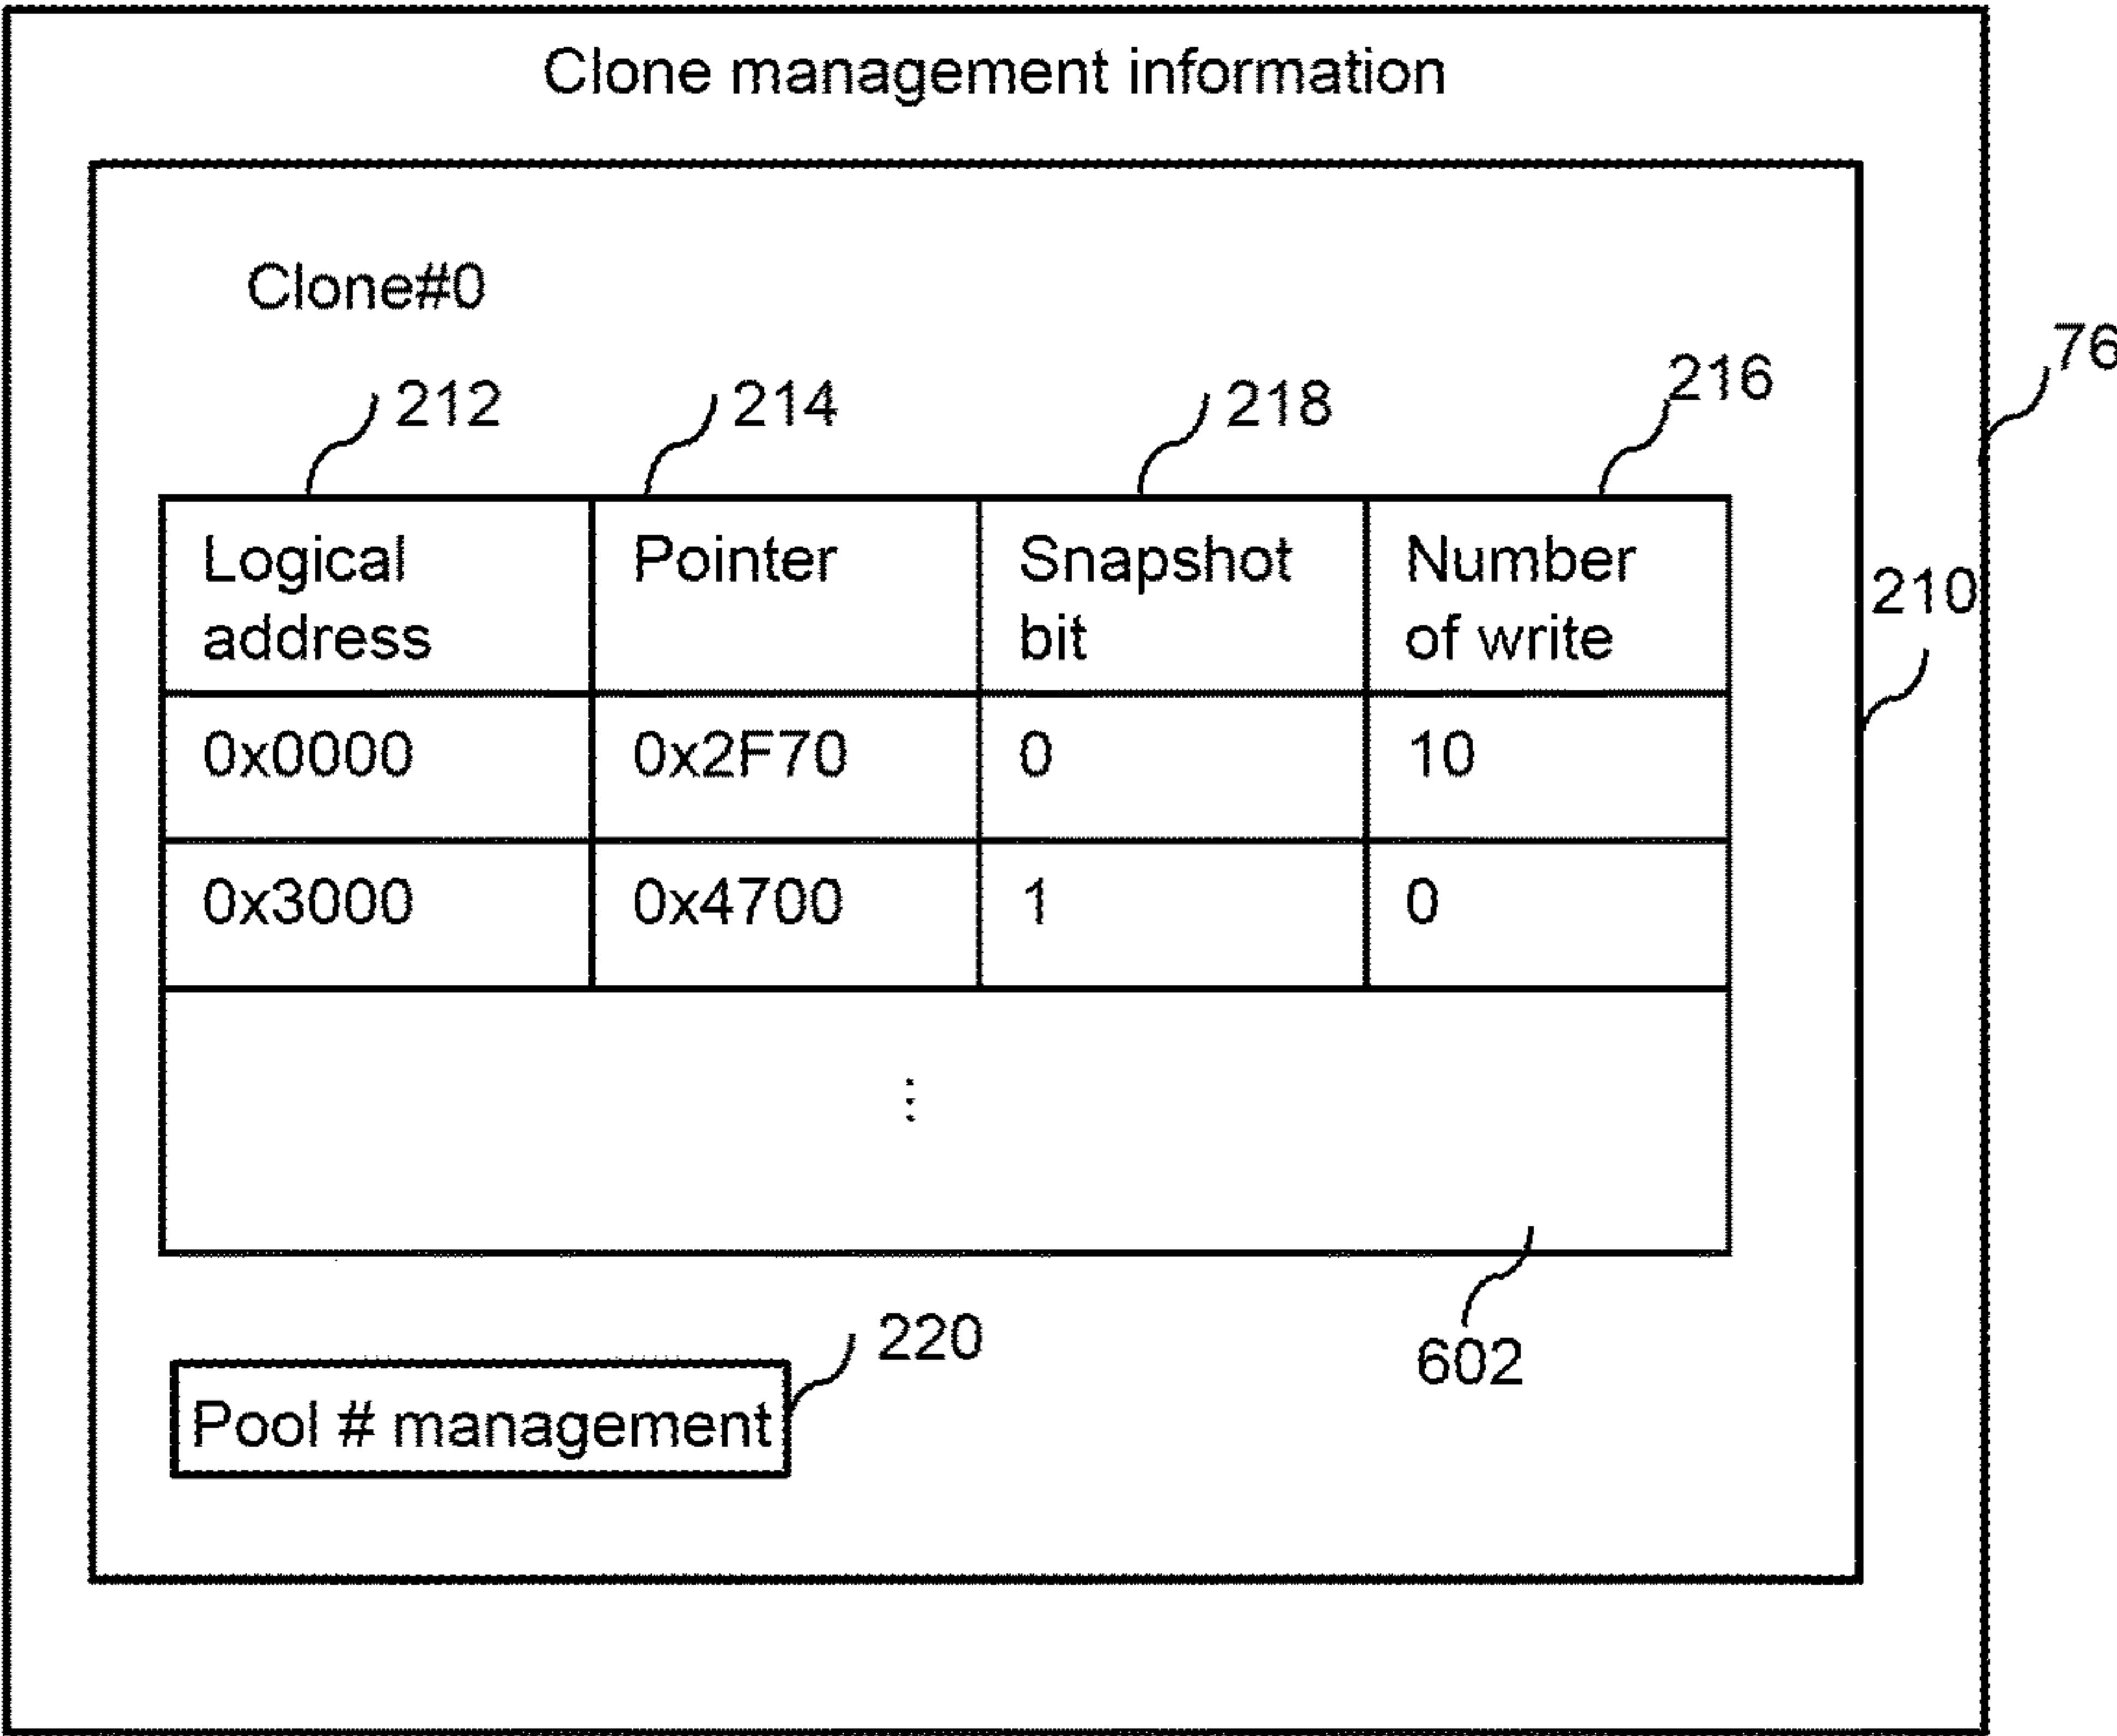 Clone management information
Clone#0
76
212 214 218 216
Logical address Pointer Snapshot bit Number of write
210
0x0000 0x2F70 0 10
0x3000 0x4700 1 0
⋮
602
220
Pool # management